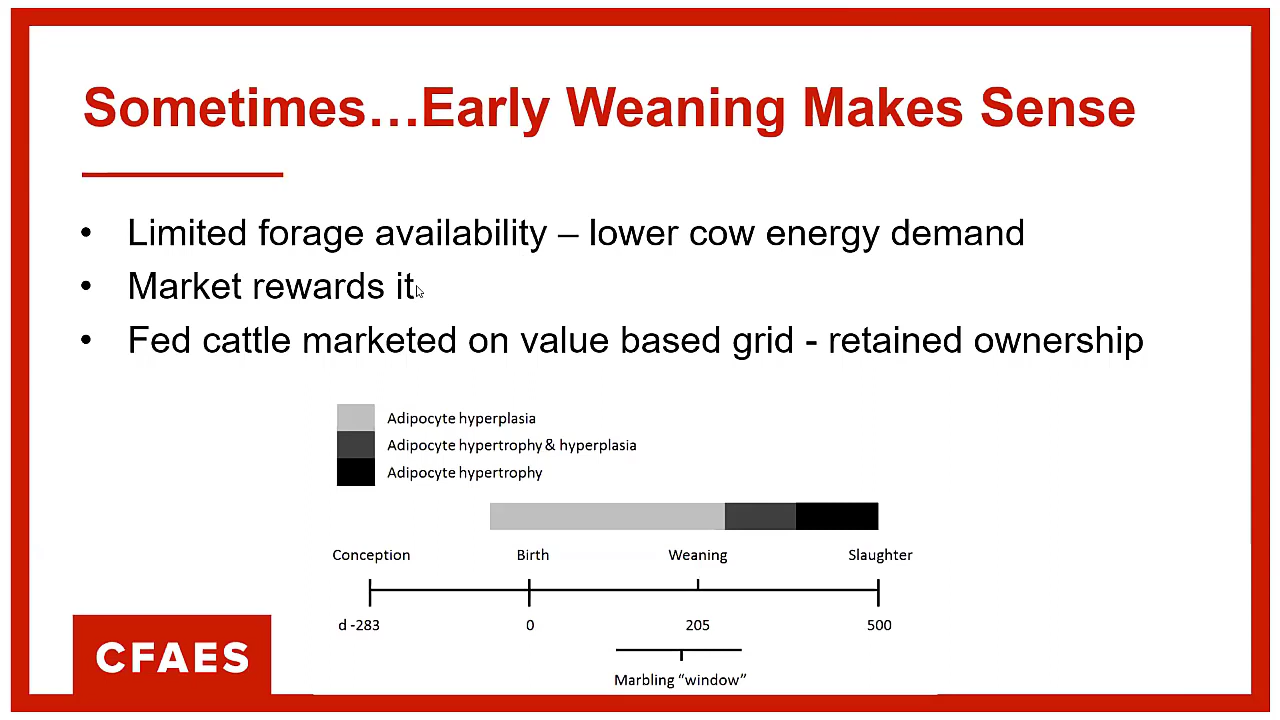 Sometimes…Early Weaning Makes Sense
• Limited forage availability – lower cow energy demand
• Market rewards it
• Fed cattle marketed on value based grid - retained ownership
Adipocyte hyperplasia
Adipocyte hypertrophy & hyperplasia
Adipocyte hypertrophy
Conception Birth Weaning Slaughter
d -283 0 205 500
Marbling “window”
CFAES